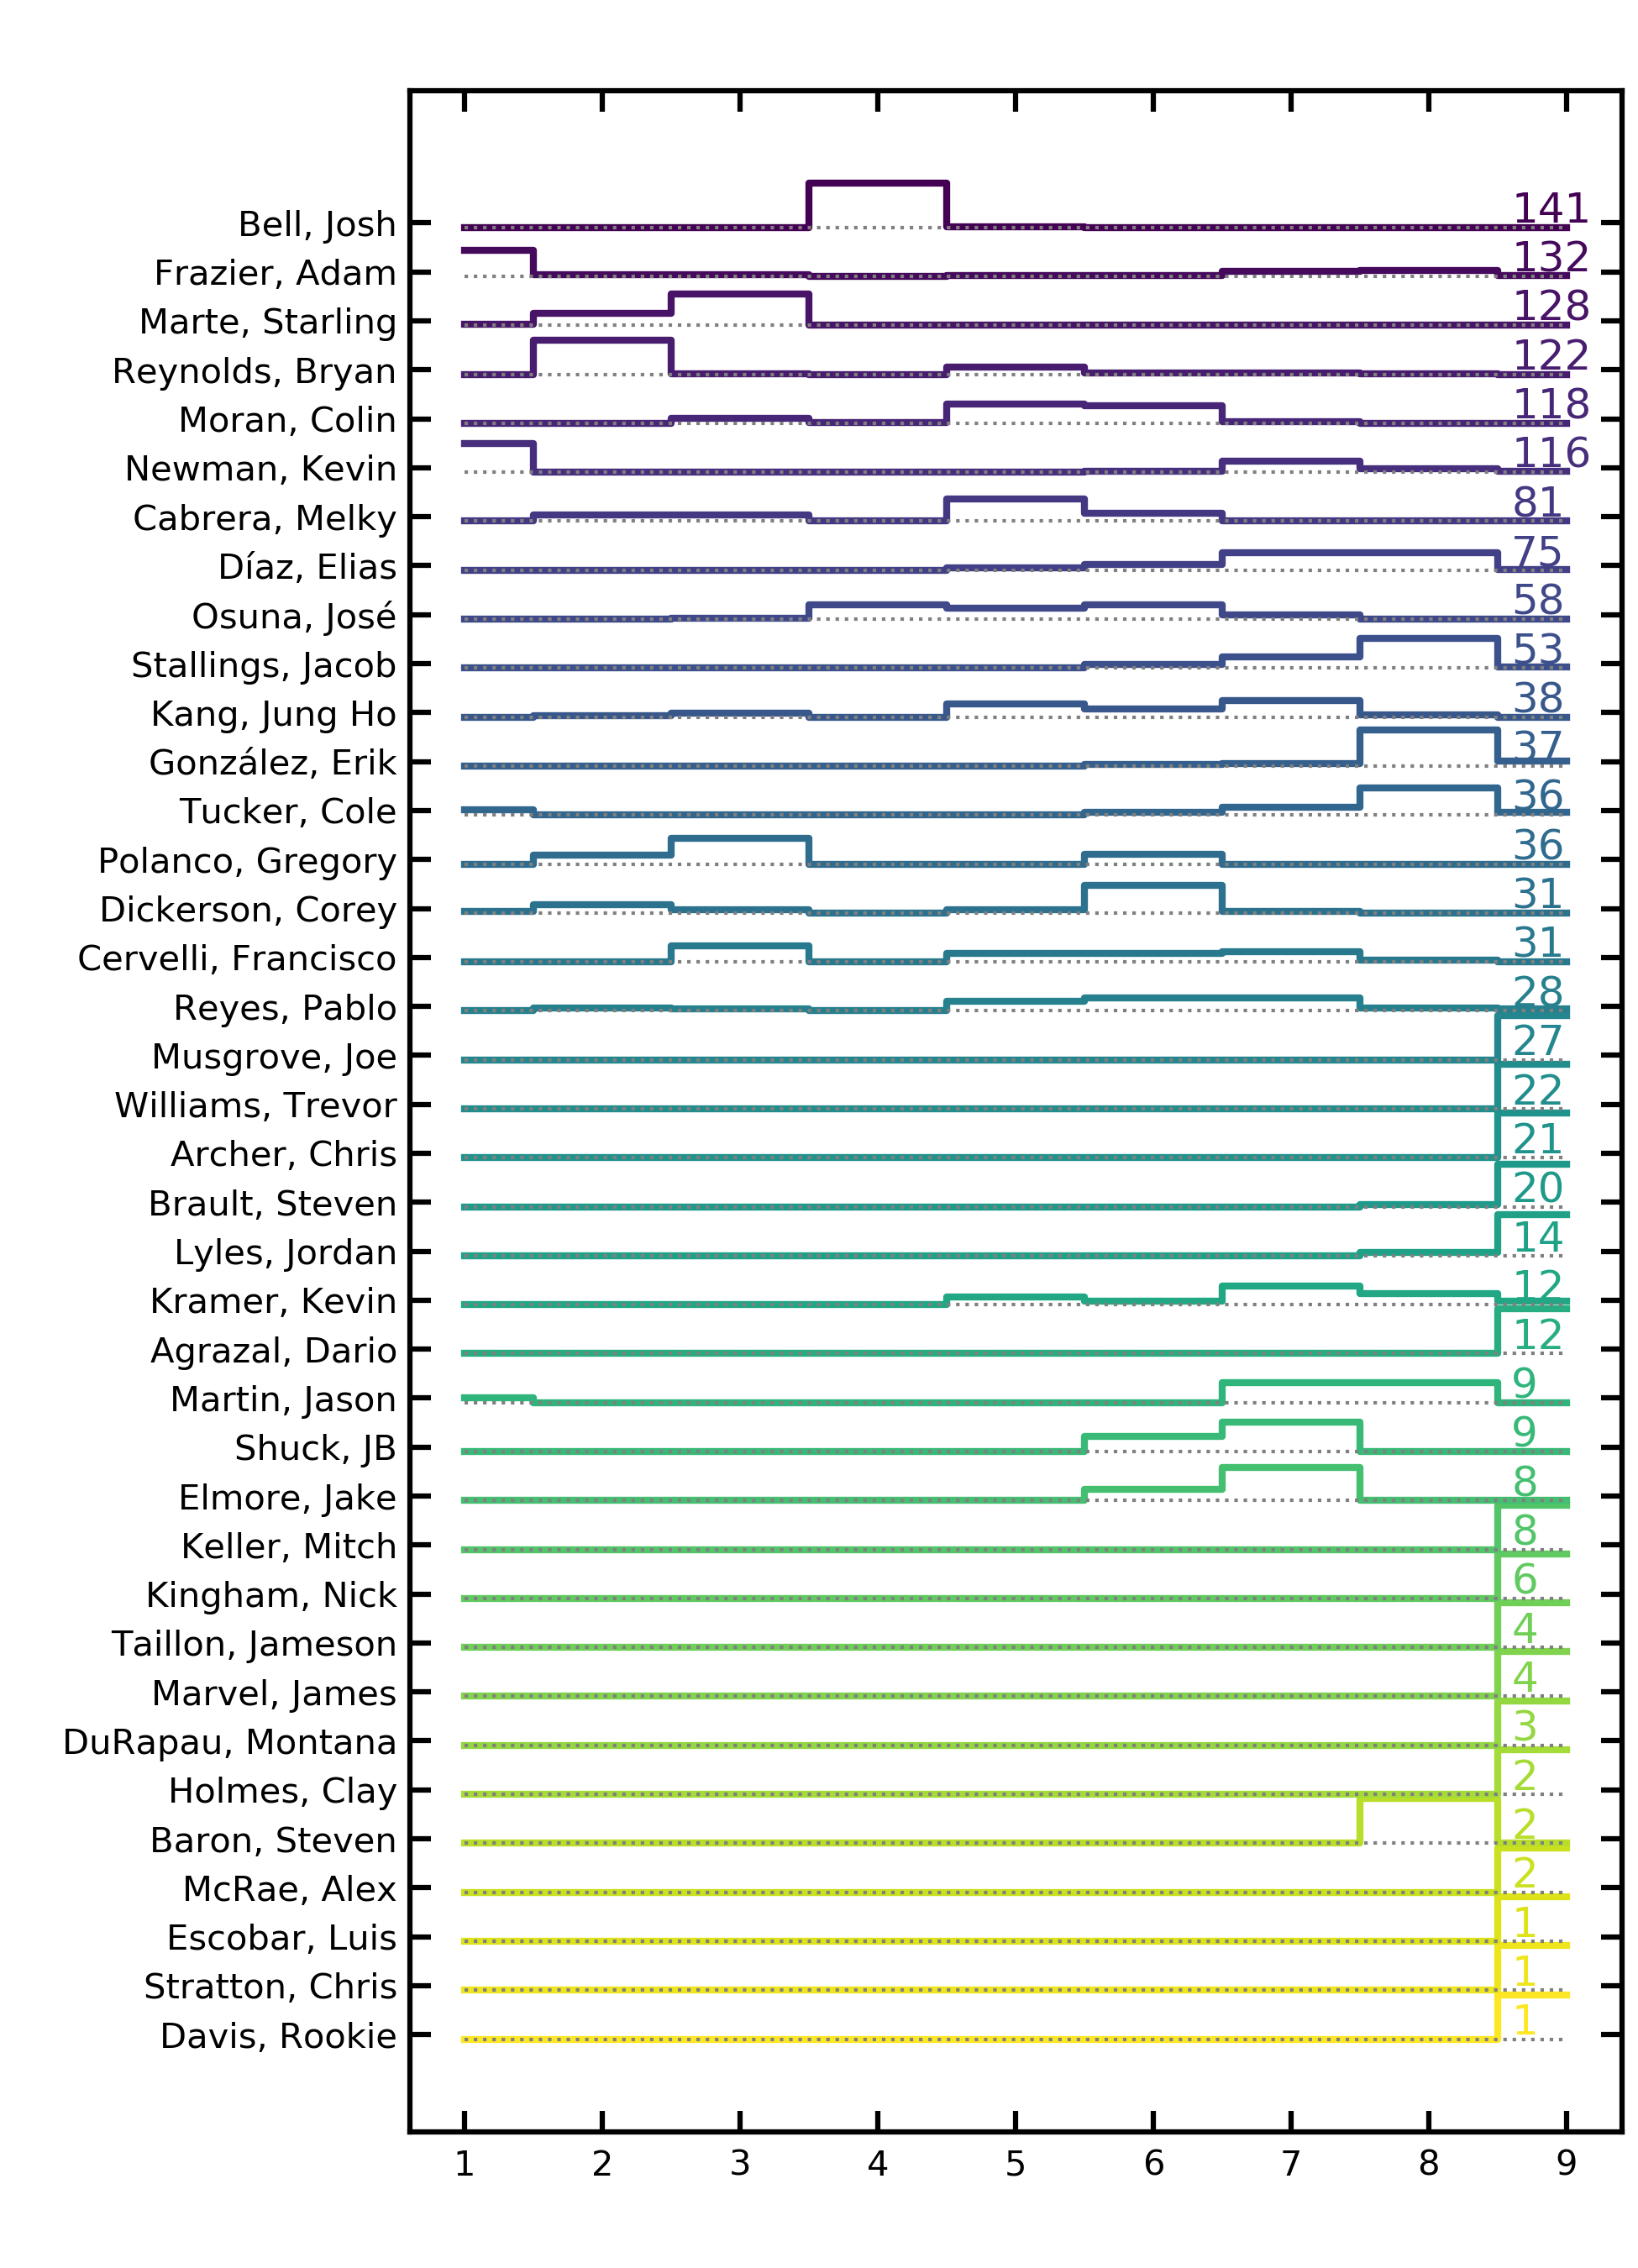 Bell, Josh 141
Frazier, Adam 132
Marte, Starling 128
Reynolds, Bryan 122
Moran, Colin 118
Newman, Kevin 116
Cabrera, Melky 81
Díaz, Elias 75
Osuna, José 58
Stallings, Jacob 53
Kang, Jung Ho 38
González, Erik 37
Tucker, Cole 36
Polanco, Gregory 36
Dickerson, Corey 31
Cervelli, Francisco 31
Reyes, Pablo 28
Musgrove, Joe 27
Williams, Trevor 22
Archer, Chris 21
Brault, Steven 20
Lyles, Jordan 14
Kramer, Kevin 12
Agrazal, Dario 12
Martin, Jason 9
Shuck, JB 9
Elmore, Jake 8
Keller, Mitch 8
Kingham, Nick 6
Taillon, Jameson 4
Marvel, James 4
DuRapau, Montana 3
Holmes, Clay 2
Baron, Steven 2
McRae, Alex 2
Escobar, Luis 1
Stratton, Chris 1
Davis, Rookie 1
1 2 3 4 5 6 7 8 9